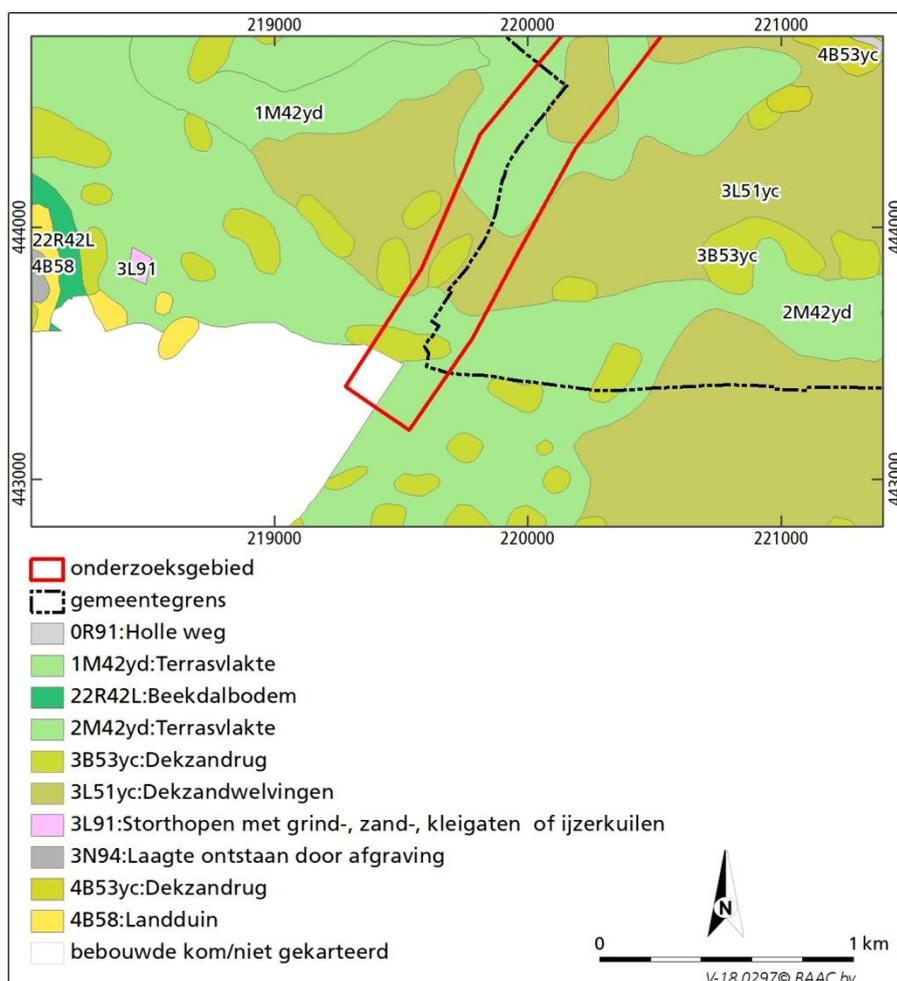 219000 220000 221000
4B53yc
1M42yd
3L51yc
444000 444000
22R42L
4B58
3L91
3B53yc
2M42yd
443000 443000
219000 220000 221000
onderzoeksgebied
gemeentegrens
0R91:Holle weg
1M42yd:Terrasvlakte
22R42L:Beekdalbodem
2M42yd:Terrasvlakte
3B53yc:Dekzandrug
3L51yc:Dekzandwelvingen
3L91:Storthopen met grind-, zand-, kleigaten of ijzerkuilen
3N94:Laagte ontstaan door afgraving
4B53yc:Dekzandrug
4B58:Landduin
bebouwde kom/niet gekarteerd
N
0 1 km
V-18.0297© BAAC bv